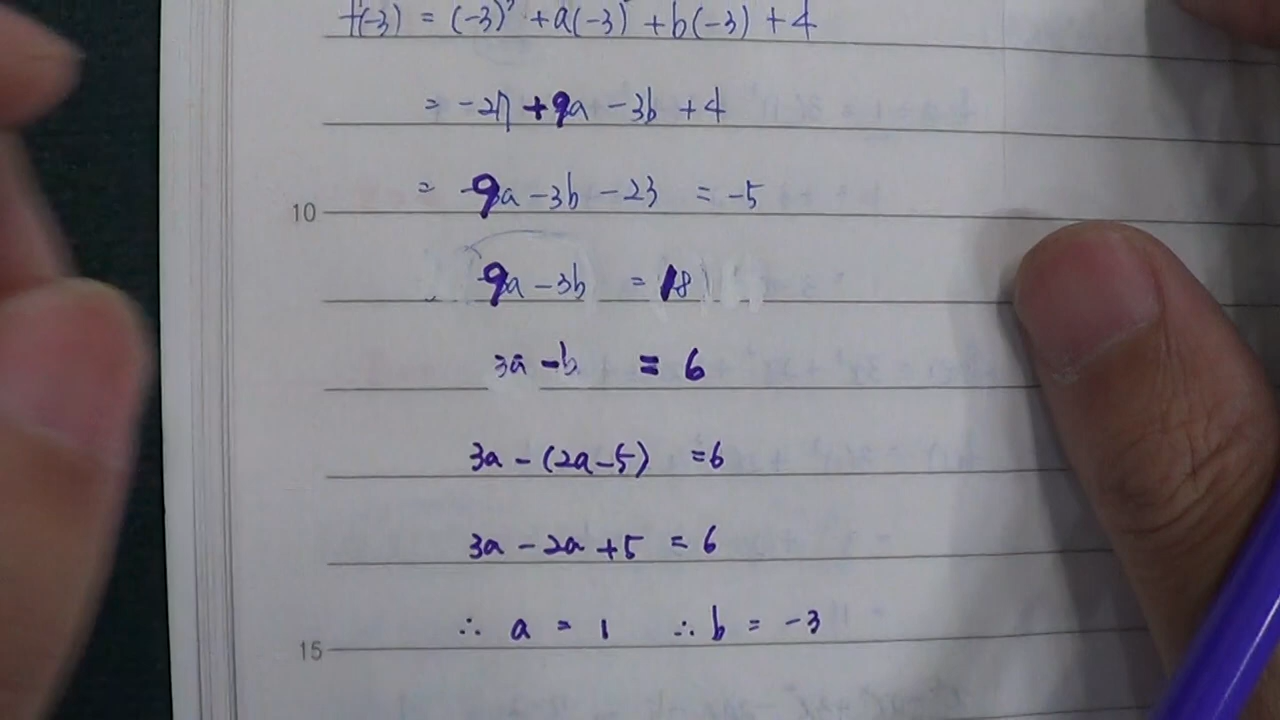 f(-3) = (-3)³ + a(-3)² + b(-3) + 4
= -27 + 9a - 3b + 4
10 = 9a - 3b - 23 = -5
9a - 3b = 18
3a - b = 6
3a - (2a - 5) = 6
3a - 2a + 5 = 6
∴ a = 1 ∴ b = -3
15